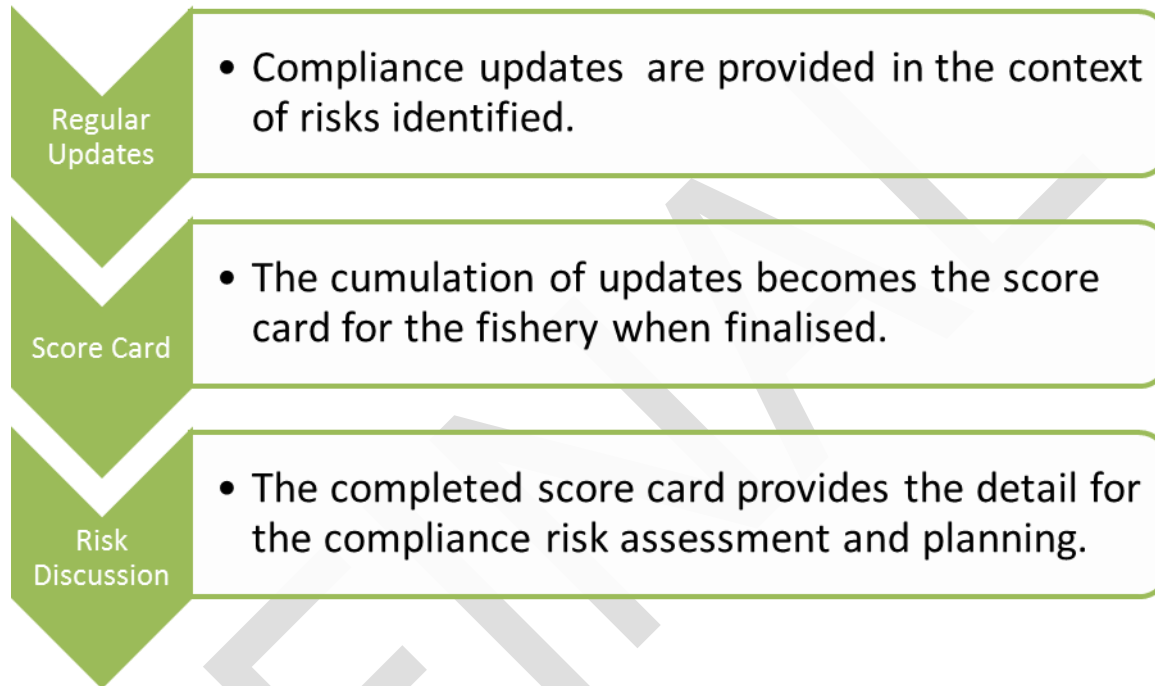 Regular
Updates
• Compliance updates are provided in the context
of risks identified.
Score Card
• The cumulation of updates becomes the score
card for the fishery when finalised.
Risk
Discussion
• The completed score card provides the detail for
the compliance risk assessment and planning.
FINAL